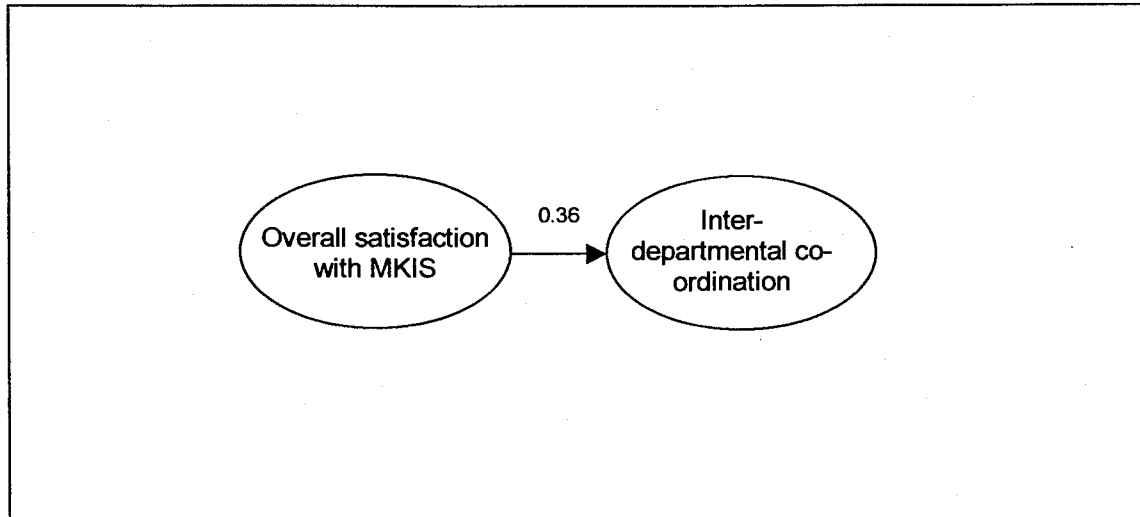 Overall satisfaction
with MKIS
0.36
Inter-
departmental co-
ordination